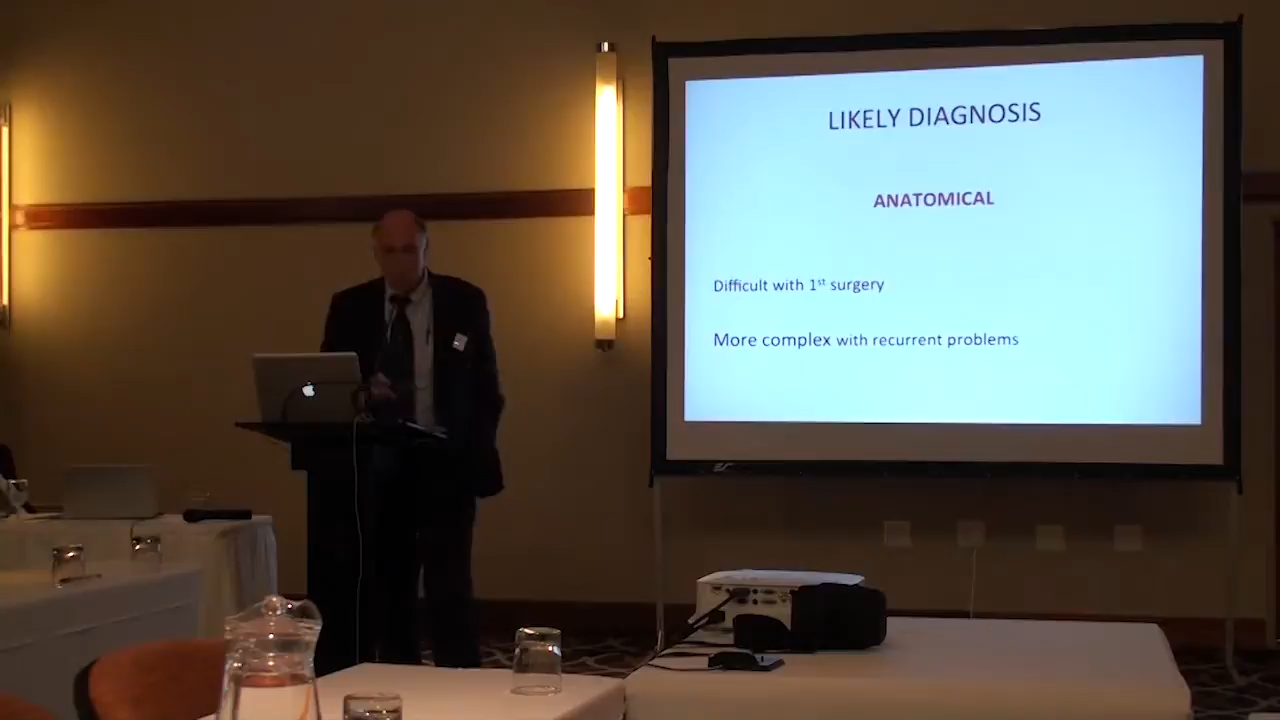 LIKELY DIAGNOSIS
ANATOMICAL
Difficult with 1st surgery
More complex with recurrent problems